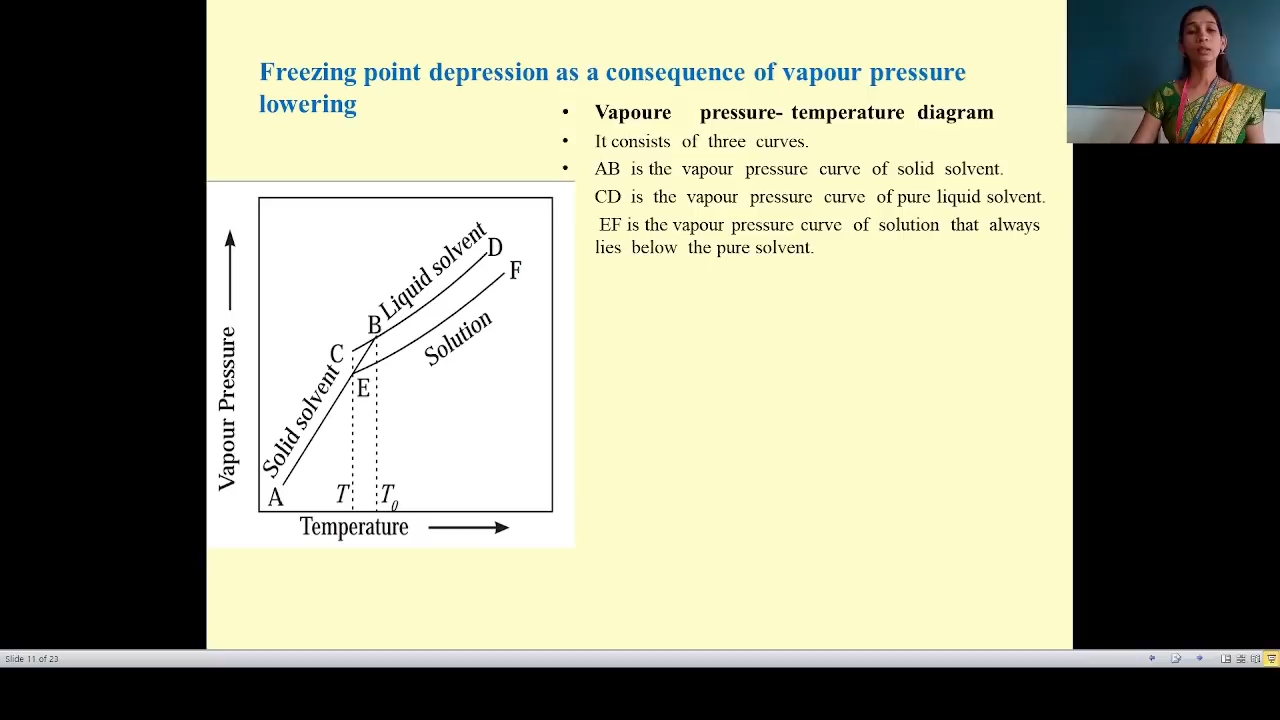 Freezing point depression as a consequence of vapour pressure
lowering
• Vapoure pressure- temperature diagram
• It consists of three curves.
• AB is the vapour pressure curve of solid solvent.
CD is the vapour pressure curve of pure liquid solvent.
EF is the vapour pressure curve of solution that always
lies below the pure solvent.
Vapour Pressure
Liquid solvent
D
F
B
Solution
C
E
Solid solvent
A
T
T0
Temperature
Slide 11 of 23